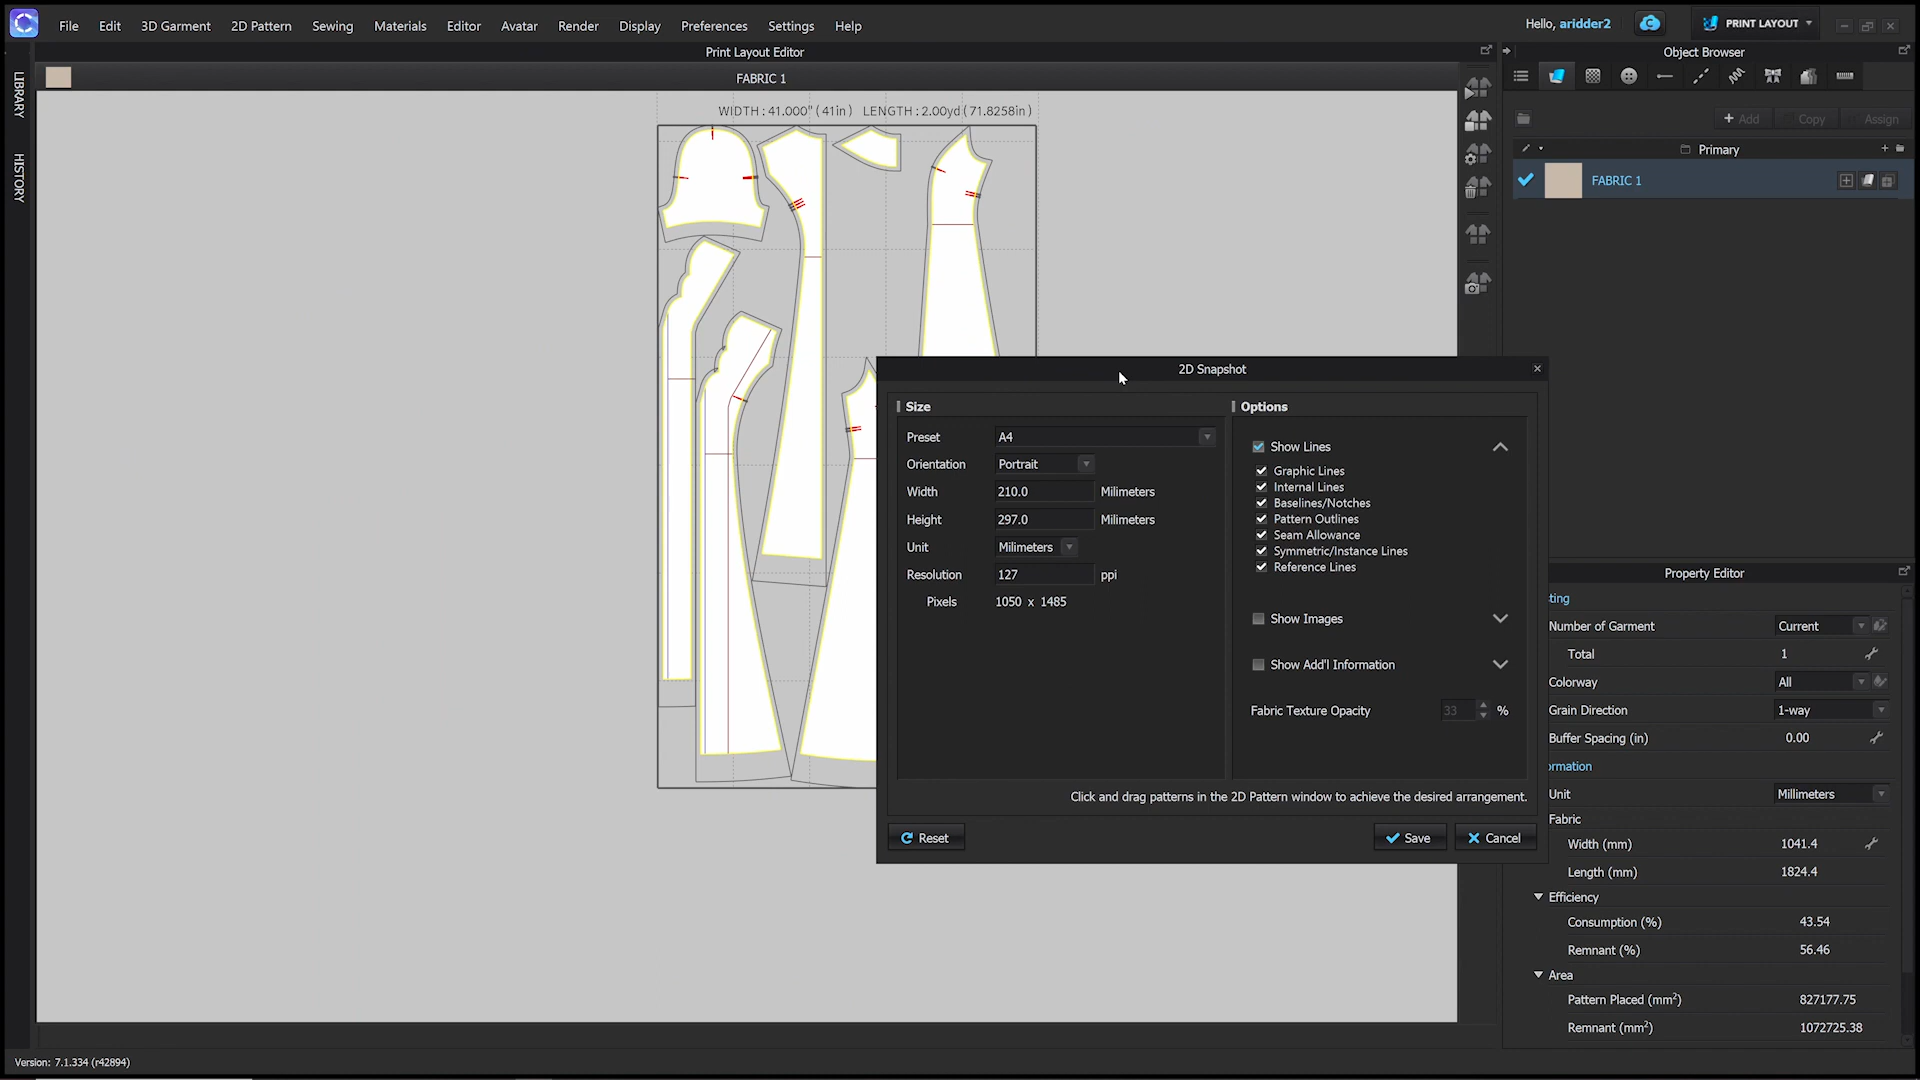 File Edit 3D Garment 2D Pattern Sewing Materials Editor Avatar Render Display Preferences Settings Help
Hello, aridder2
PRINT LAYOUT
Print Layout Editor
Object Browser
LIBRARY
HISTORY
FABRIC 1
WIDTH : 41.000" ( 41in ) LENGTH : 2.00yd ( 71.8258in )
+ Add Copy Assign
Primary
FABRIC 1
2D Snapshot
Size
Preset A4
Orientation Portrait
Width 210.0 Milimeters
Height 297.0 Milimeters
Unit Milimeters
Resolution 127 ppi
Pixels 1050 x 1485
Options
Show Lines
Graphic Lines
Internal Lines
Baselines/Notches
Pattern Outlines
Seam Allowance
Symmetric/Instance Lines
Reference Lines
Show Images
Show Add'l Information
Fabric Texture Opacity 33 %
Click and drag patterns in the 2D Pattern window to achieve the desired arrangement.
Reset
Save
Cancel
Property Editor
sting
Number of Garment Current
Total 1
Colorway All
Grain Direction 1-way
Buffer Spacing (in) 0.00
ormation
Unit Millimeters
Fabric
Width (mm) 1041.4
Length (mm) 1824.4
Efficiency
Consumption (%) 43.54
Remnant (%) 56.46
Area
Pattern Placed (mm²) 827177.75
Remnant (mm²) 1072725.38
Version: 7.1.334 (r42894)